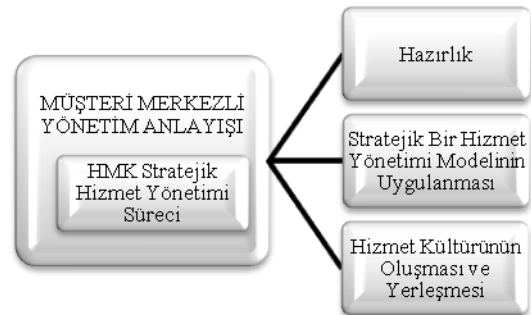 MÜŞTERİ MERKEZLİ
YÖNETİM ANLAYIŞI
HMK Stratejik
Hizmet Yönetimi
Süreci
Hazırlık
Stratejik Bir Hizmet
Yönetimi Modelinin
Uygulanması
Hizmet Kültürünün
Oluşması ve
Yerleşmesi